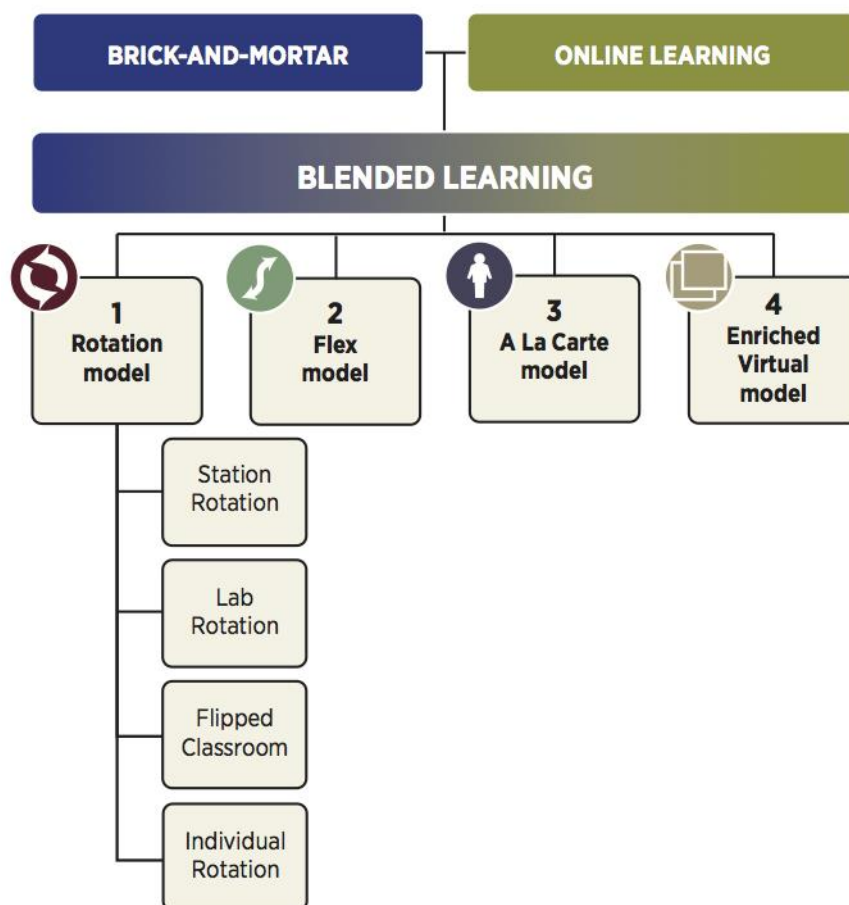 BRICK-AND-MORTAR
ONLINE LEARNING
BLENDED LEARNING
1
Rotation
model
2
Flex
model
3
A La Carte
model
4
Enriched
Virtual
model
Station
Rotation
Lab
Rotation
Flipped
Classroom
Individual
Rotation